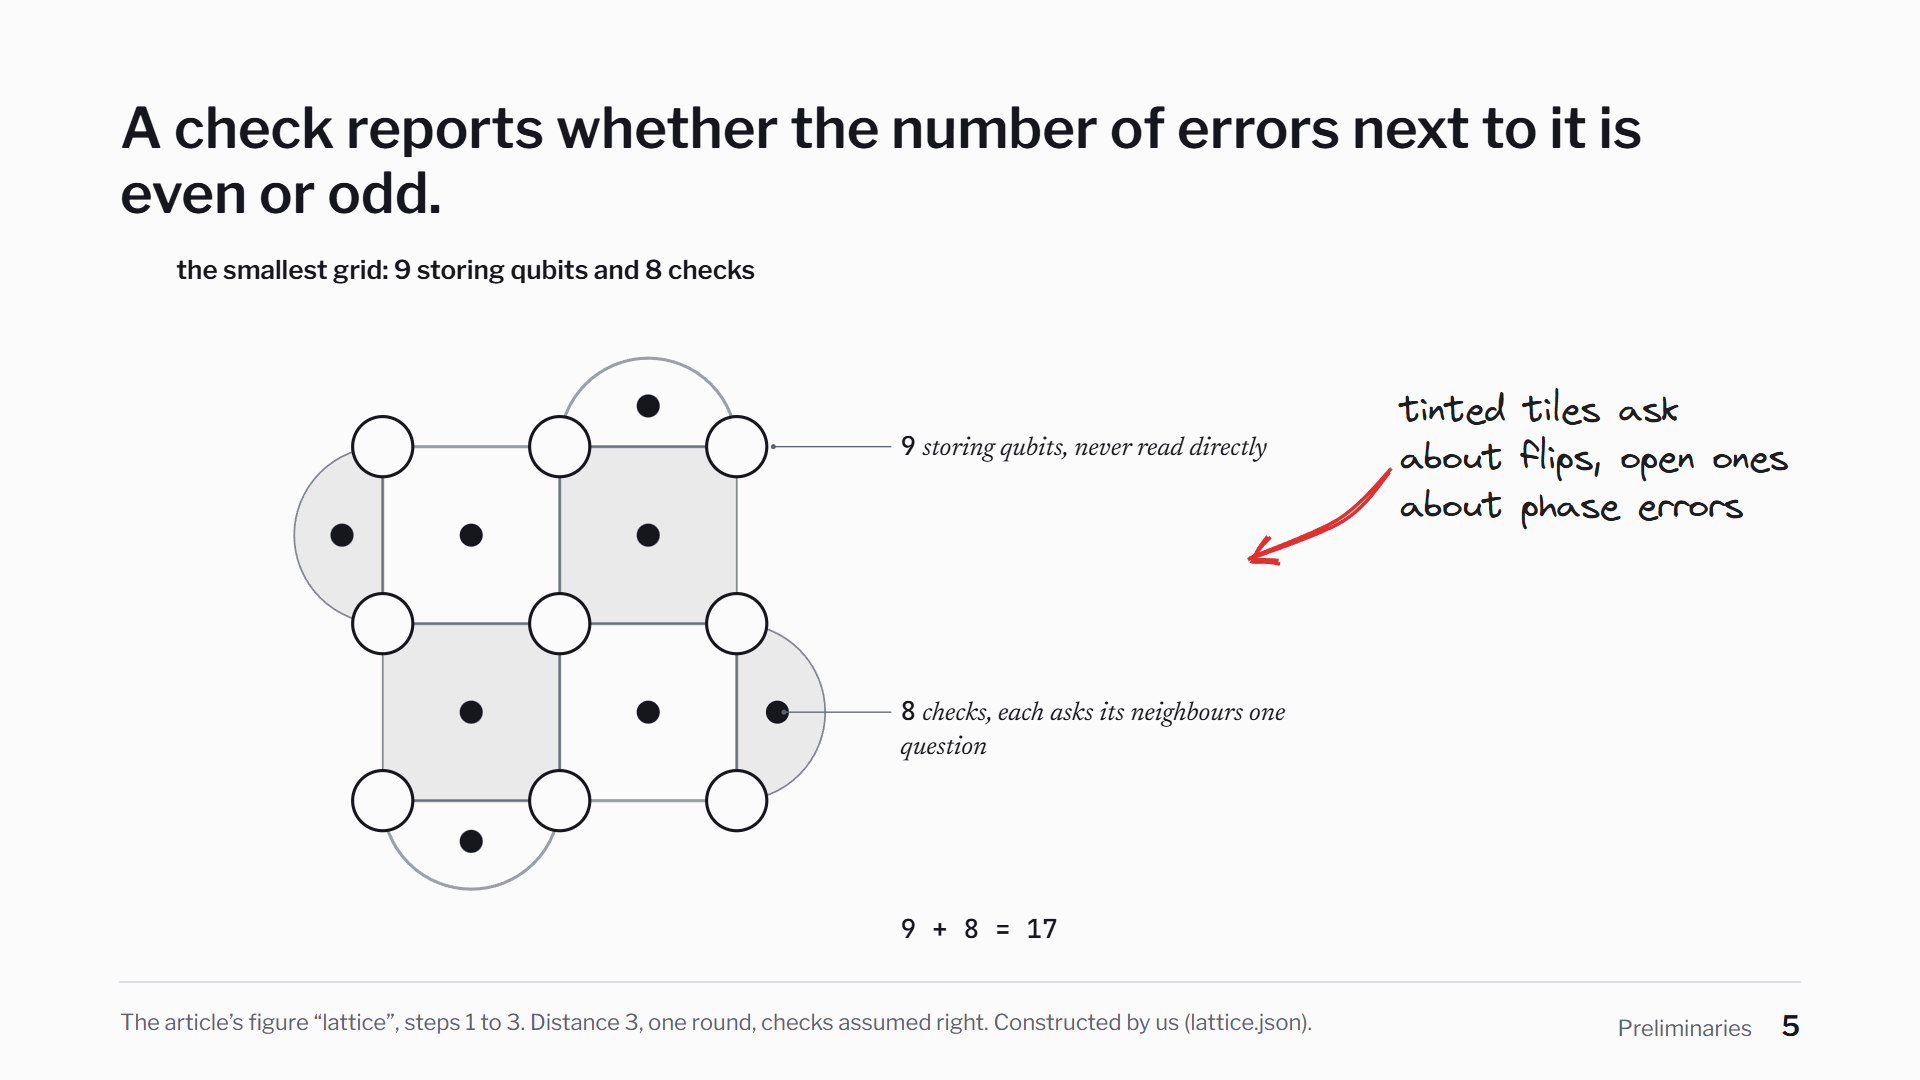 A check reports whether the number of errors next to it is
even or odd.
the smallest grid: 9 storing qubits and 8 checks
9 storing qubits, never read directly
tinted tiles ask
about flips, open ones
about phase errors
8 checks, each asks its neighbours one
question
9 + 8 = 17
The article’s figure “lattice”, steps 1 to 3. Distance 3, one round, checks assumed right. Constructed by us (lattice.json).
Preliminaries 5